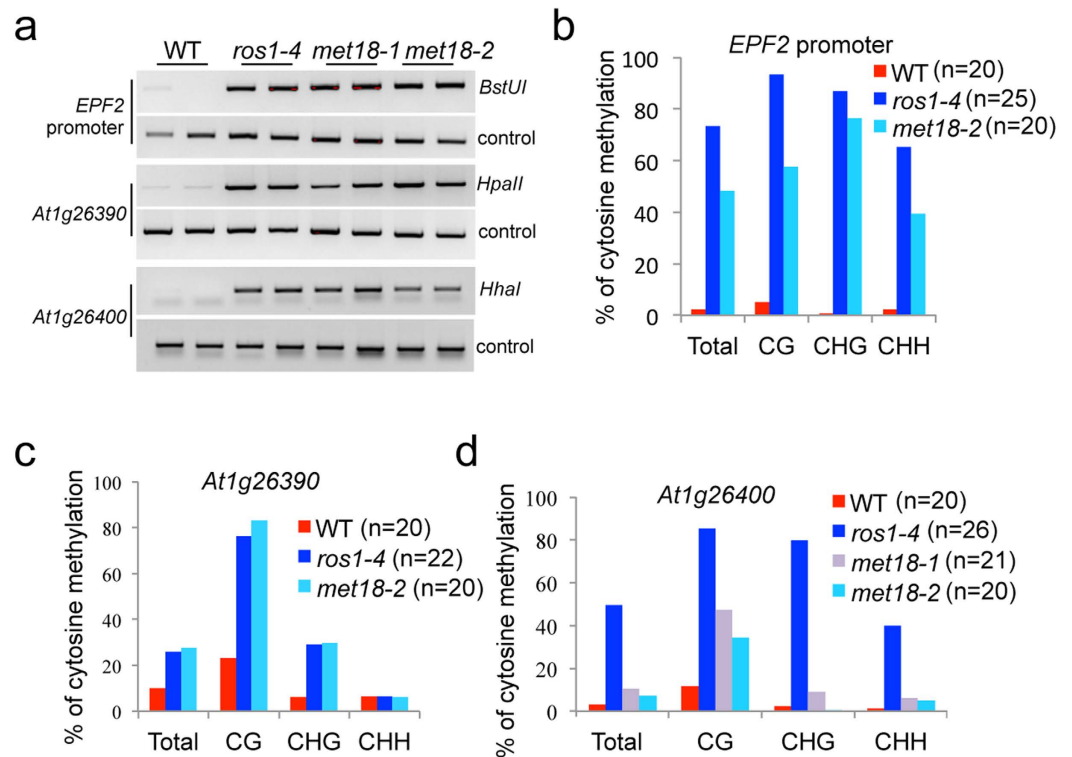 a
WT ros1-4 met18-1 met18-2
EPF2
promoter
BstUI
control
At1g26390
HpaII
control
At1g26400
HhaI
control
b
EPF2 promoter
% of cytosine methylation
100
80
60
40
20
0
Total CG CHG CHH
WT (n=20)
ros1-4 (n=25)
met18-2 (n=20)
c
At1g26390
% of cytosine methylation
100
80
60
40
20
0
Total CG CHG CHH
WT (n=20)
ros1-4 (n=22)
met18-2 (n=20)
d
At1g26400
% of cytosine methylation
100
80
60
40
20
0
Total CG CHG CHH
WT (n=20)
ros1-4 (n=26)
met18-1 (n=21)
met18-2 (n=20)